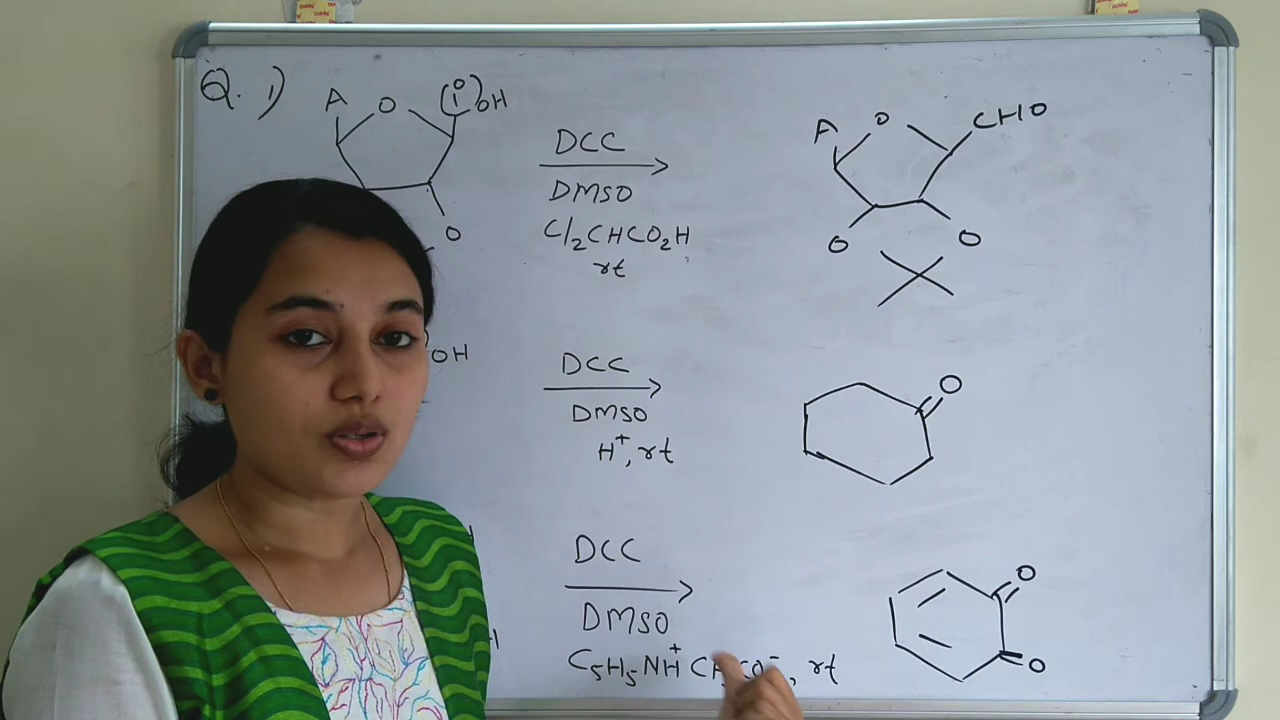 Q. 1)
A O OH
O
DCC
DMSO
Cl2CHCO2H
rt
A O CHO
O O
OH
DCC
DMSO
H+, rt
O
DCC
DMSO
C5H5NH+
rt
O
O